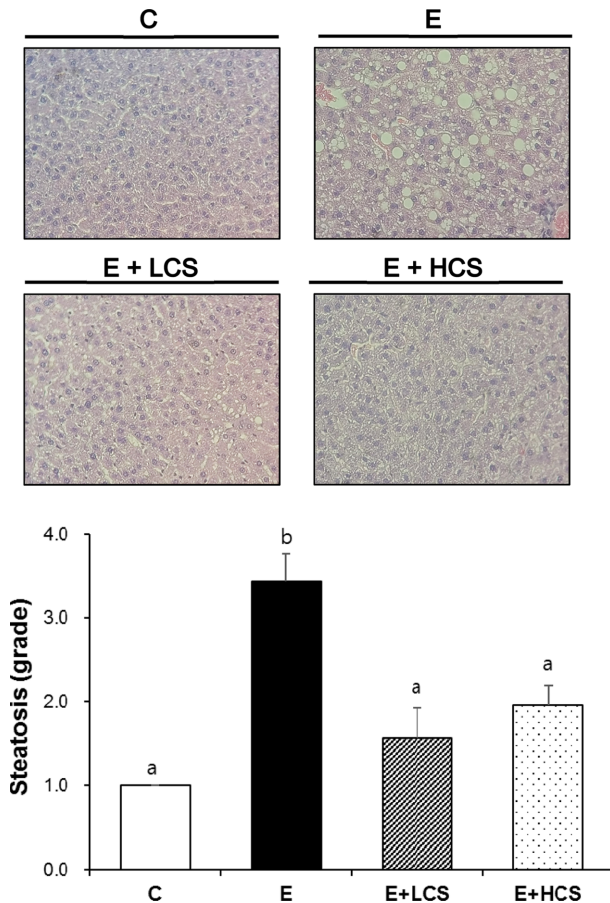 C E
E + LCS E + HCS
Steatosis (grade)
4.0
3.0
2.0
1.0
0.0
a
b
a
a
C E E+LCS E+HCS